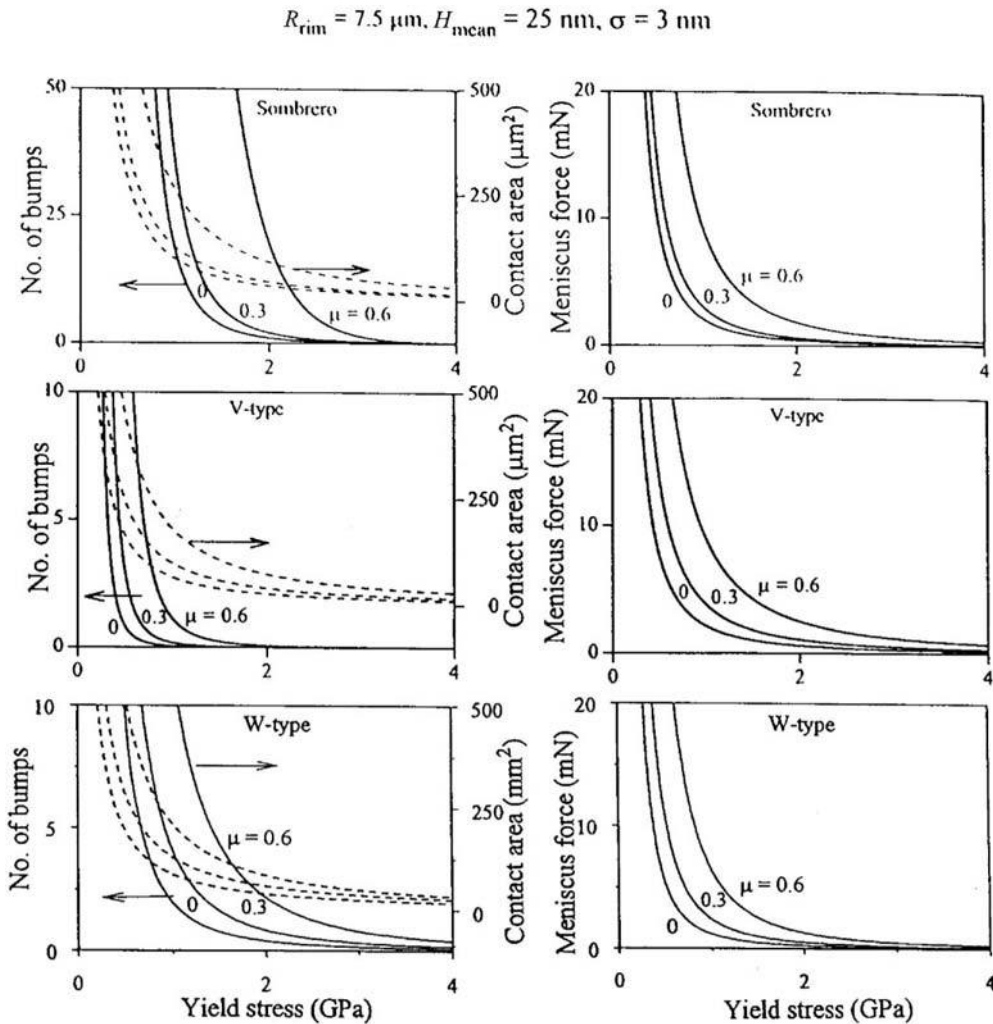 R_rim = 7.5 μm, H_mean = 25 nm, σ = 3 nm
50
25
0
No. of bumps
Sombrero
0
0.3
μ = 0.6
500
250
0
Contact area (μm²)
0
2
4
20
10
0
Meniscus force (mN)
Sombrero
0
0.3
μ = 0.6
0
2
4
10
5
0
No. of bumps
V-type
0
0.3
μ = 0.6
500
250
0
Contact area (μm²)
0
2
4
20
10
0
Meniscus force (mN)
V-type
0
0.3
μ = 0.6
0
2
4
10
5
0
No. of bumps
W-type
0
0.3
μ = 0.6
500
250
0
Contact area (mm²)
0
2
4
Yield stress (GPa)
20
10
0
Meniscus force (mN)
W-type
0
0.3
μ = 0.6
0
2
4
Yield stress (GPa)